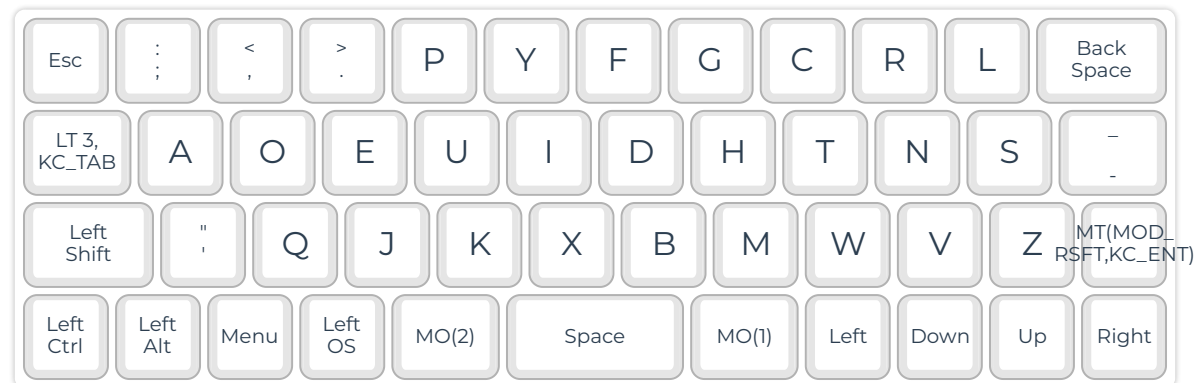 Esc : ; < , > . P Y F G C R L Back Space
LT 3, KC_TAB A O E U I D H T N S _ -
Left Shift " ' Q J K X B M W V Z MT(MOD_ RSFT,KC_ENT)
Left Ctrl Left Alt Menu Left OS MO(2) Space MO(1) Left Down Up Right